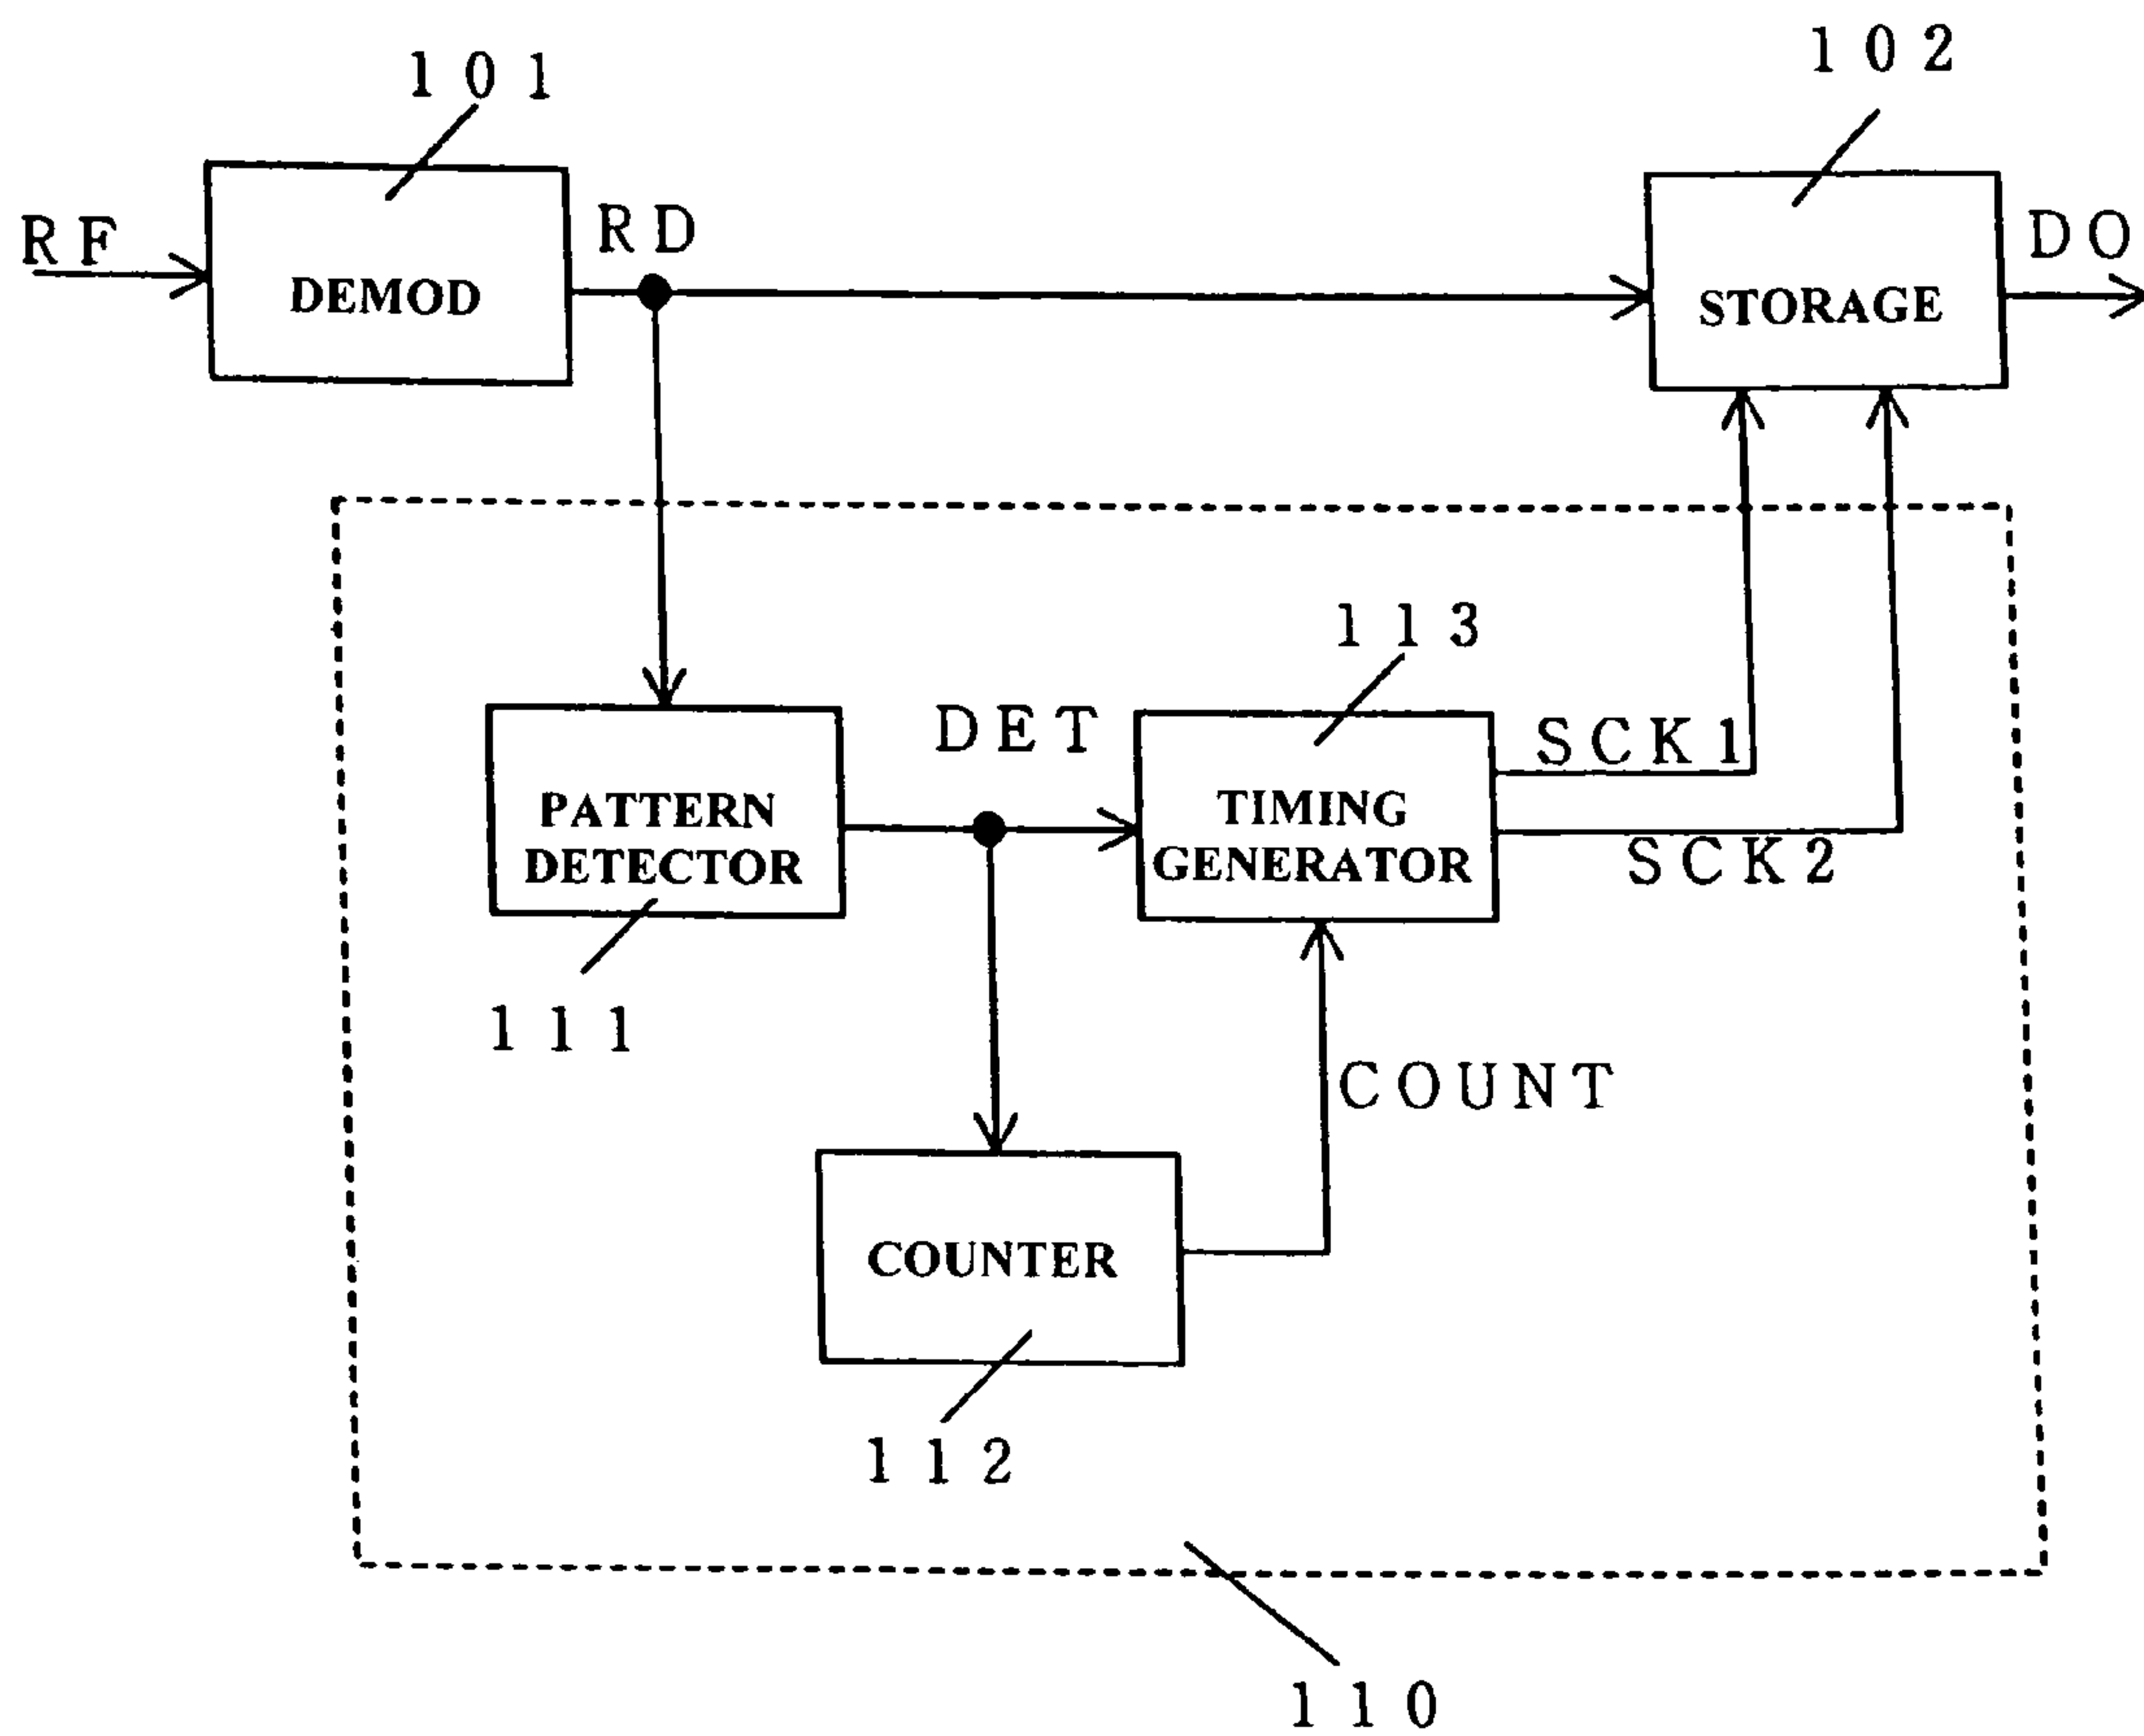 101
102
RF
RD
DO
DEMOD
STORAGE
113
DET
SCK1
PATTERN
DETECTOR
TIMING
GENERATOR
SCK2
111
COUNT
COUNTER
112
110